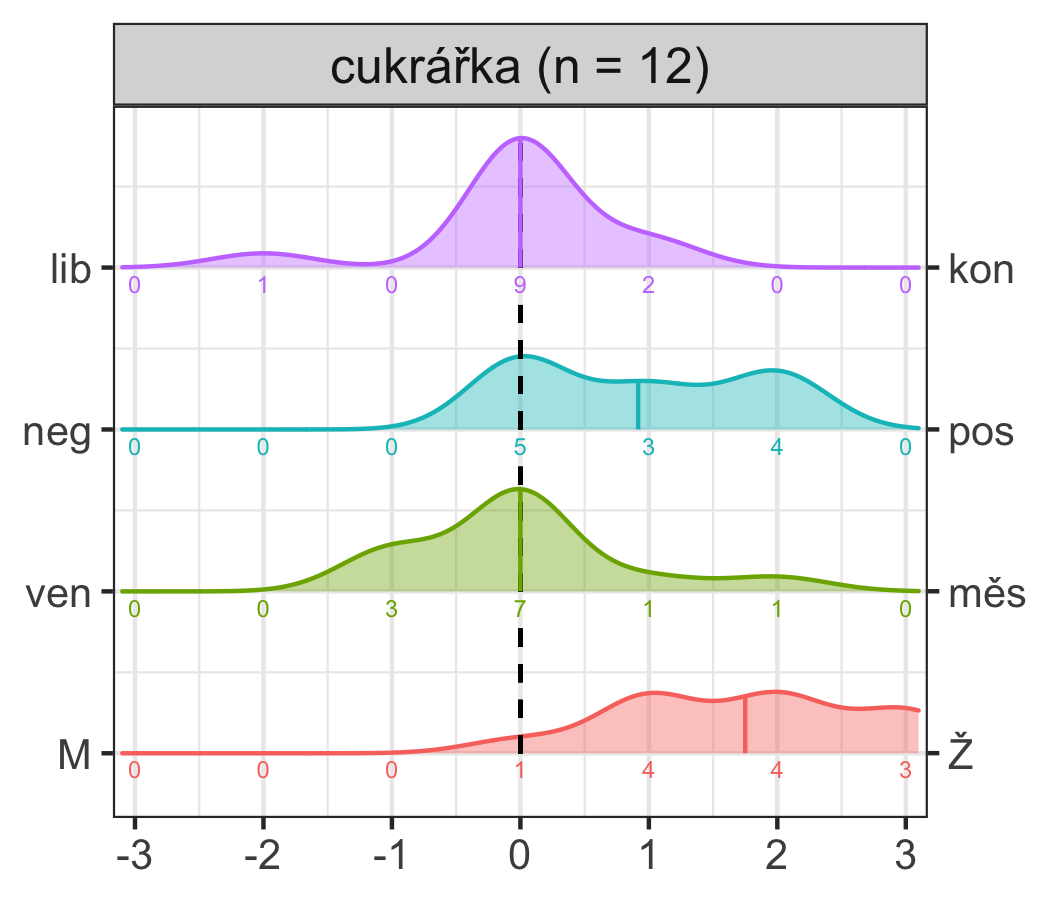 cukrářka (n = 12)
lib kon
0 1 0 9 2 0 0
neg pos
0 0 0 5 3 4 0
ven měs
0 0 3 7 1 1 0
M Ž
0 0 0 1 4 4 3
-3 -2 -1 0 1 2 3